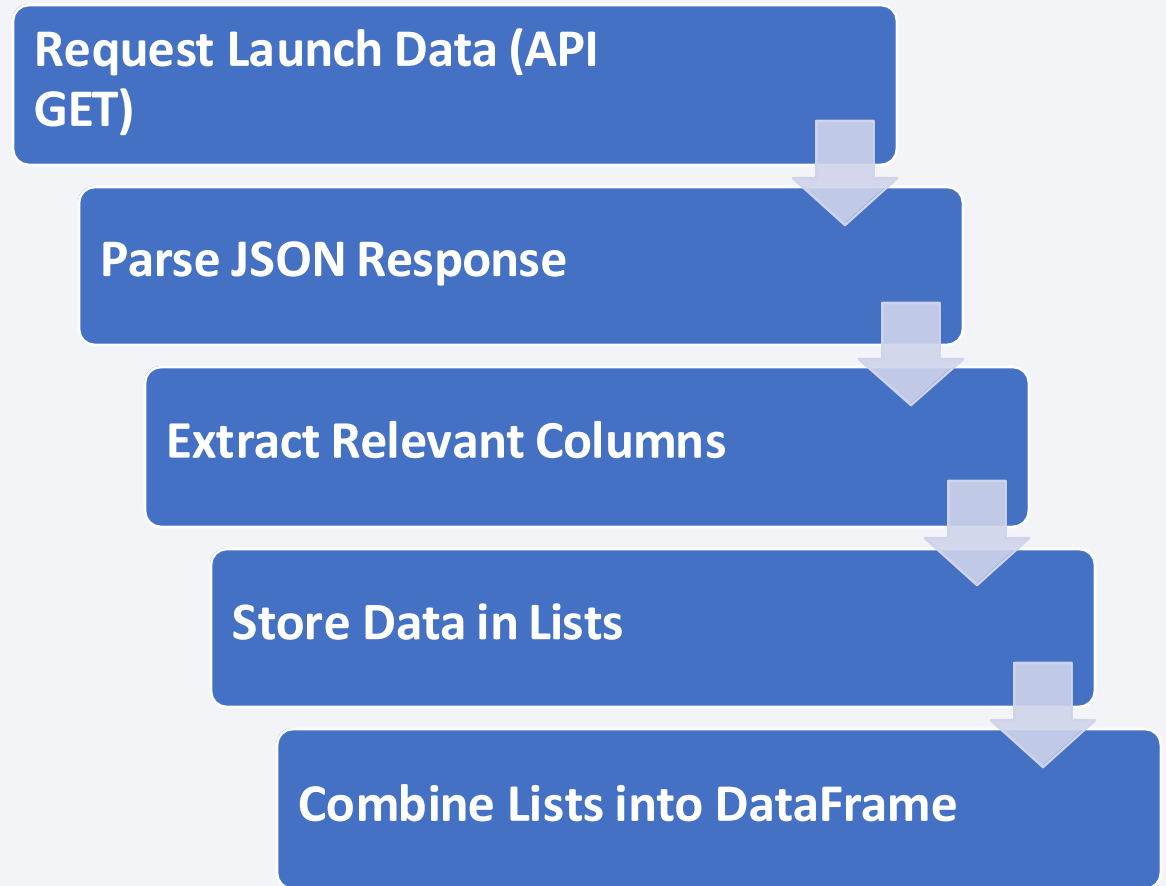 Request Launch Data (API
GET)
Parse JSON Response
Extract Relevant Columns
Store Data in Lists
Combine Lists into DataFrame